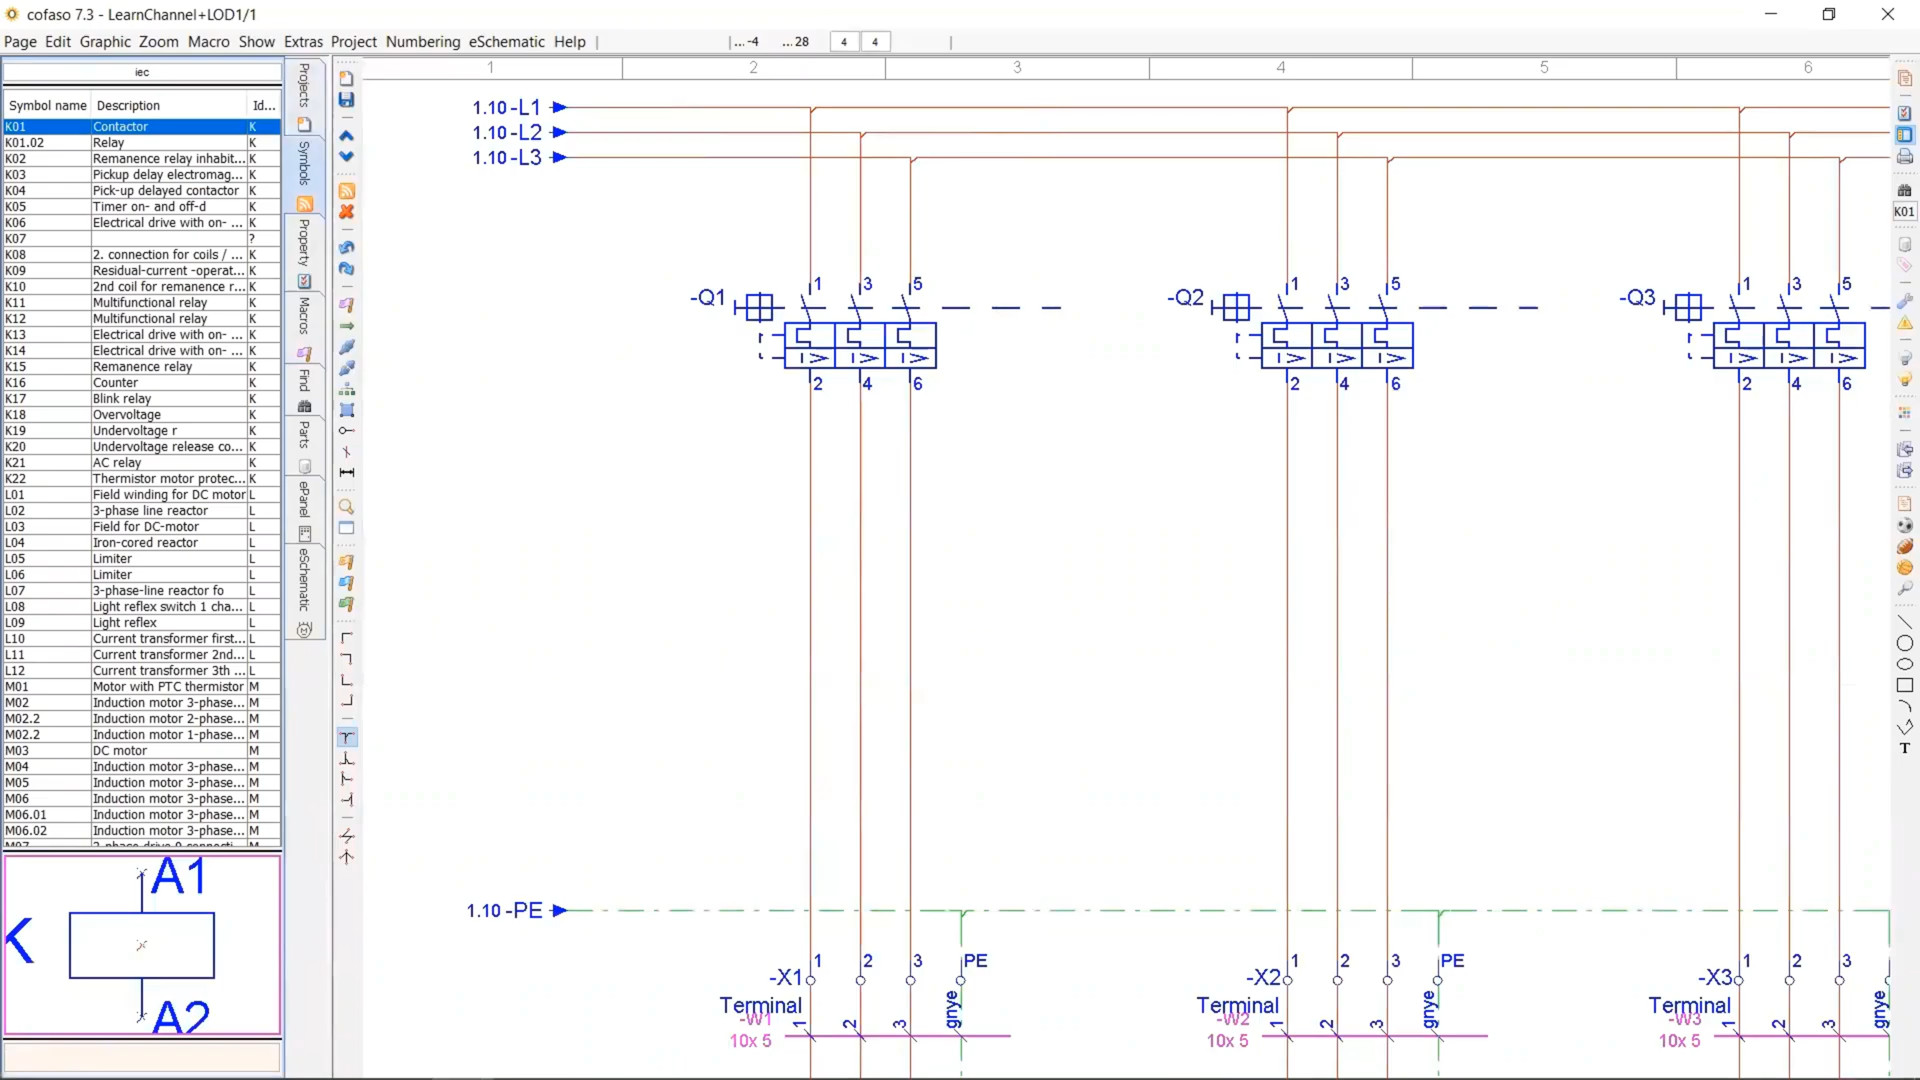 cofaso 7.3 - LearnChannel+LOD1/1
Page Edit Graphic Zoom Macro Show Extras Project Numbering eSchematic Help | |...-4 ...28 4 4 |
iec
Symbol name Description Id...
K01 Contactor K
K01.02 Relay K
K02 Remanence relay inhabit... K
K03 Pickup delay electromag... K
K04 Pick-up delayed contactor K
K05 Timer on- and off-d K
K06 Electrical drive with on- ... K
K07 ?
K08 2. connection for coils / ... K
K09 Residual-current -operat... K
K10 2nd coil for remanence r... K
K11 Multifunctional relay K
K12 Multifunctional relay K
K13 Electrical drive with on- ... K
K14 Electrical drive with on- ... K
K15 Remanence relay K
K16 Counter K
K17 Blink relay K
K18 Overvoltage K
K19 Undervoltage r K
K20 Undervoltage release co... K
K21 AC relay K
K22 Thermistor motor protec... K
L01 Field winding for DC motor L
L02 3-phase line reactor L
L03 Field for DC-motor L
L04 Iron-cored reactor L
L05 Limiter L
L06 Limiter L
L07 3-phase-line reactor fo L
L08 Light reflex switch 1 cha... L
L09 Light reflex L
L10 Current transformer first... L
L11 Current transformer 2nd... L
L12 Current transformer 3th ... L
M01 Motor with PTC thermistor M
M02 Induction motor 3-phase... M
M02.2 Induction motor 2-phase... M
M02.2 Induction motor 1-phase... M
M03 DC motor M
M04 Induction motor 3-phase... M
M05 Induction motor 3-phase... M
M06 Induction motor 3-phase... M
M06.01 Induction motor 3-phase... M
M06.02 Induction motor 3-phase... M
A1
K
A2
Projects
Symbols
Property
Macros
Find
Parts
ePanel
eSchematic
1 2 3 4 5 6
1.10 -L1
1.10 -L2
1.10 -L3
-Q1 1 3 5
I> I> I>
2 4 6
-Q2 1 3 5
I> I> I>
2 4 6
-Q3 1 3 5
I> I> I>
2 4 6
1.10 -PE
-X1 1 2 3 PE
Terminal
-W1 1 2 3 gnye
10x 5
-X2 1 2 3 PE
Terminal
-W2 1 2 3 gnye
10x 5
-X3 1 2 3
Terminal
-W3 1 2 3 gnye
10x 5
K01
T